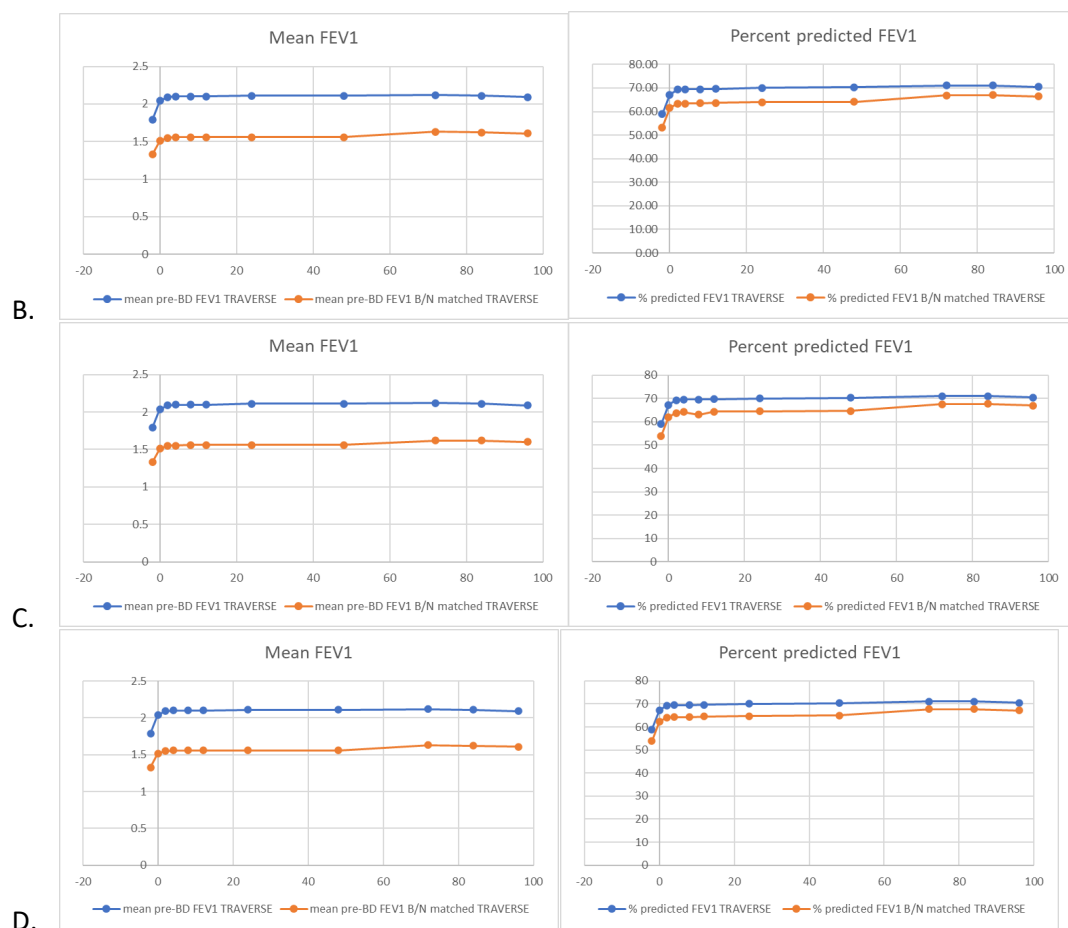 Mean FEV1
2.5
2
1.5
1
0.5
0
-20 0 20 40 60 80 100
mean pre-BD FEV1 TRAVERSE mean pre-BD FEV1 B/N matched TRAVERSE
Percent predicted FEV1
80.00
70.00
60.00
50.00
40.00
30.00
20.00
10.00
0.00
-20 0 20 40 60 80 100
% predicted FEV1 TRAVERSE % predicted FEV1 B/N matched TRAVERSE
B.
Mean FEV1
2.5
2
1.5
1
0.5
0
-20 0 20 40 60 80 100
mean pre-BD FEV1 TRAVERSE mean pre-BD FEV1 B/N matched TRAVERSE
Percent predicted FEV1
80
70
60
50
40
30
20
10
0
-20 0 20 40 60 80 100
% predicted FEV1 TRAVERSE % predicted FEV1 B/N matched TRAVERSE
C.
Mean FEV1
2.5
2
1.5
1
0.5
0
-20 0 20 40 60 80 100
mean pre-BD FEV1 TRAVERSE mean pre-BD FEV1 B/N matched TRAVERSE
Percent predicted FEV1
80
70
60
50
40
30
20
10
0
-20 0 20 40 60 80 100
% predicted FEV1 TRAVERSE % predicted FEV1 B/N matched TRAVERSE
D.